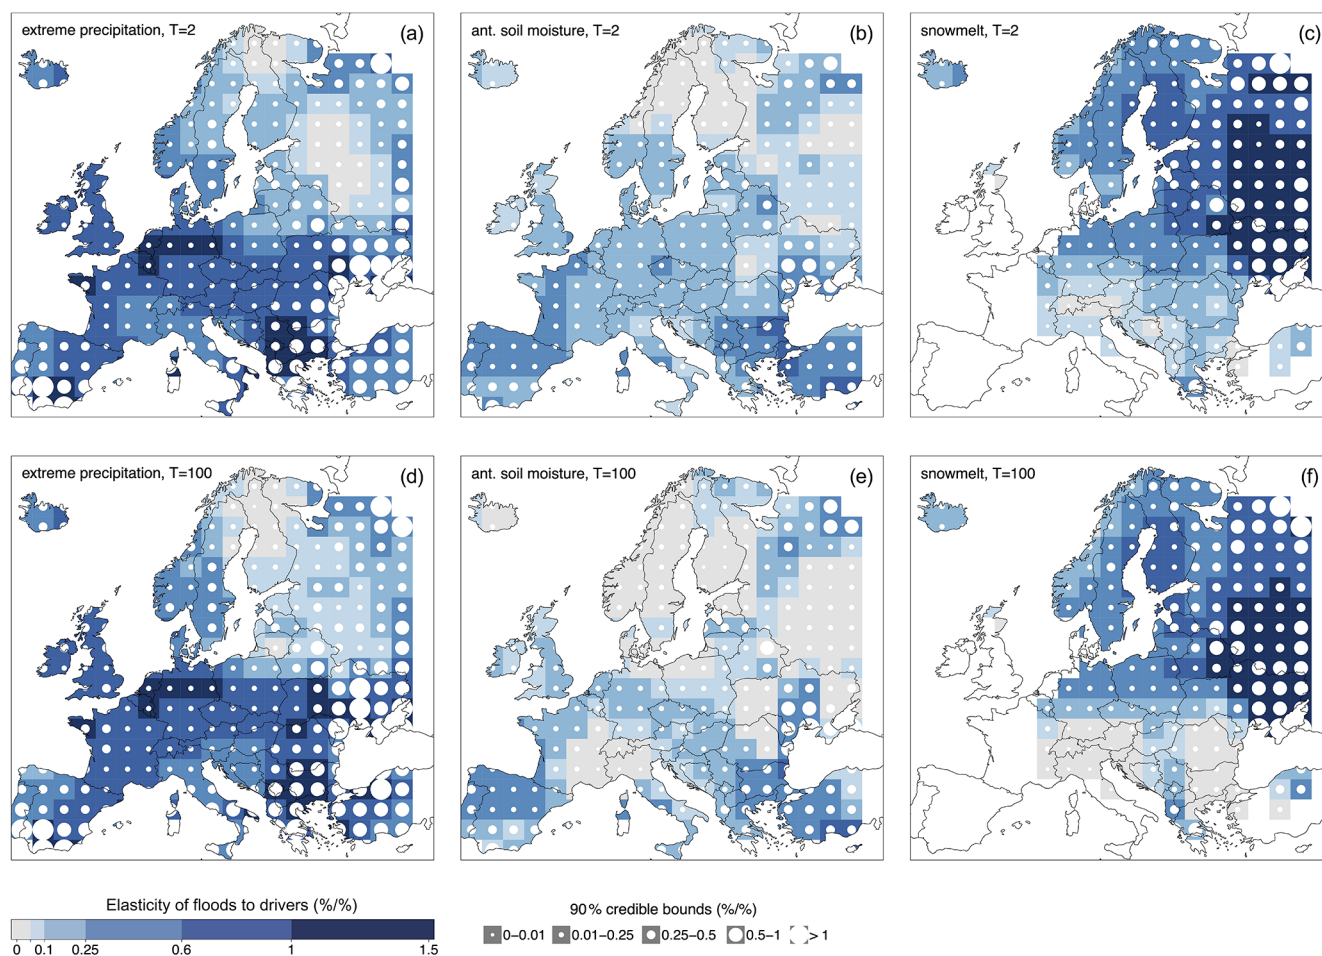 extreme precipitation, T=2 (a)
ant. soil moisture, T=2 (b)
snowmelt, T=2 (c)
extreme precipitation, T=100 (d)
ant. soil moisture, T=100 (e)
snowmelt, T=100 (f)
Elasticity of floods to drivers (%/%)
0 0.1 0.25 0.6 1 1.5
90% credible bounds (%/%)
0–0.01 0.01–0.25 0.25–0.5 0.5–1 > 1